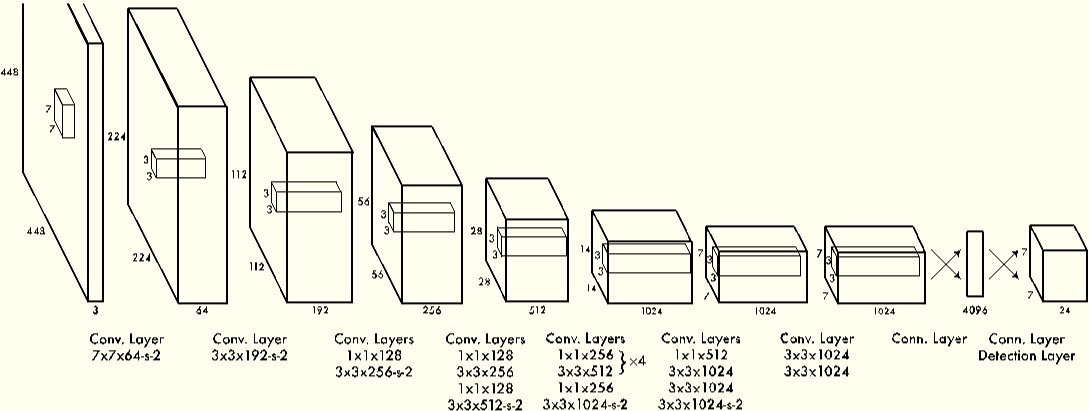 448
448
7
7
3
224
224
3
3
64
112
112
3
3
192
56
56
3
3
256
28
28
3
3
512
14
14
3
3
1024
7
7
3
3
1024
7
7
3
3
1024
4096
7
7
24
Conv. Layer
7x7x64-s-2
Conv. Layer
3x3x192-s-2
Conv. Layers
1x1x128
3x3x256-s-2
Conv. Layers
1x1x128
3x3x256
1x1x128
3x3x512-s-2
Conv. Layers
1x1x256
3x3x512 } ×4
1x1x256
3x3x1024-s-2
Conv. Layers
1x1x512
3x3x1024
3x3x1024
3x3x1024-s-2
Conv. Layer
3x3x1024
3x3x1024
Conn. Layer
Conn. Layer
Detection Layer